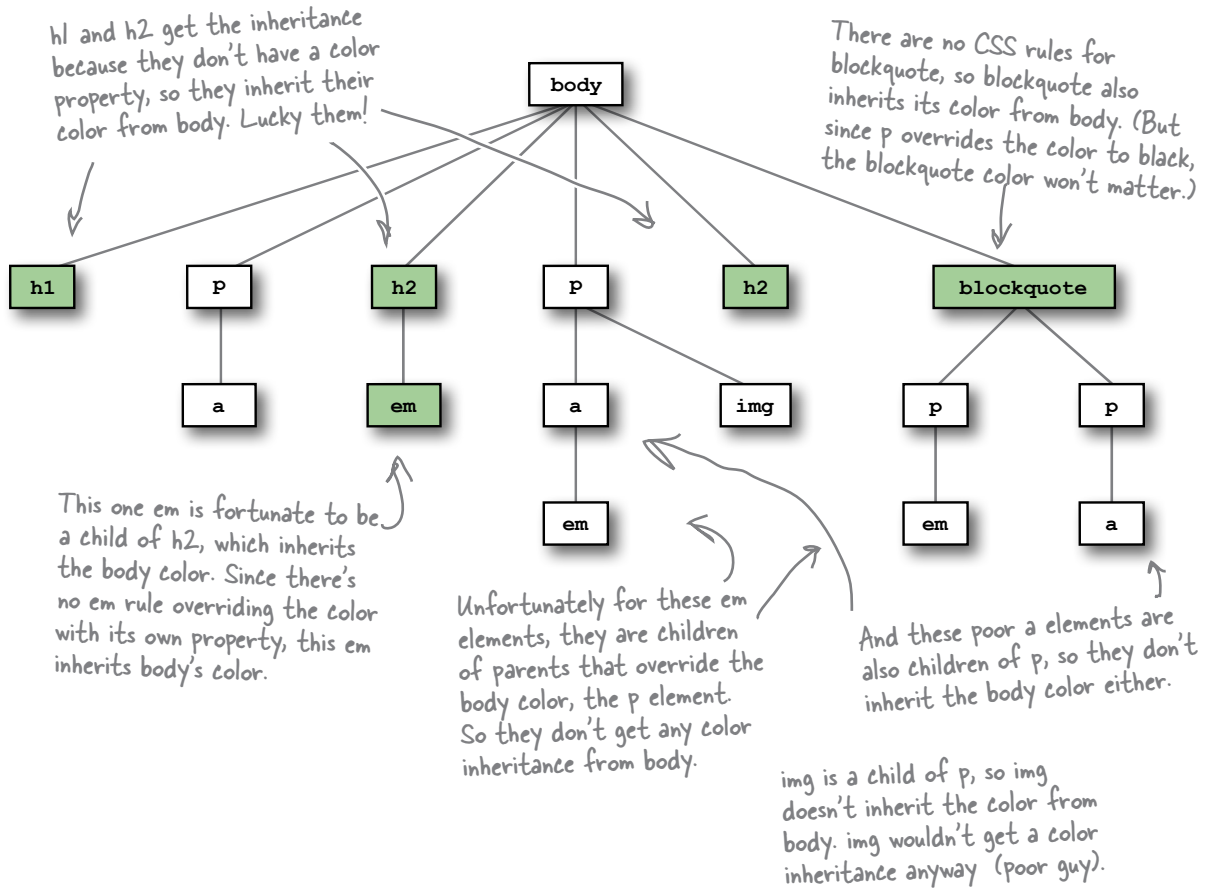 h1 and h2 get the inheritance
because they don't have a color
property, so they inherit their
color from body. Lucky them!
There are no CSS rules for
blockquote, so blockquote also
inherits its color from body. (But
since p overrides the color to black,
the blockquote color won't matter.)
body
h1
p
h2
p
h2
blockquote
a
em
a
img
p
p
em
em
a
This one em is fortunate to be
a child of h2, which inherits
the body color. Since there's
no em rule overriding the color
with its own property, this em
inherits body's color.
Unfortunately for these em
elements, they are children
of parents that override the
body color, the p element.
So they don't get any color
inheritance from body.
And these poor a elements are
also children of p, so they don't
inherit the body color either.
img is a child of p, so img
doesn't inherit the color from
body. img wouldn't get a color
inheritance anyway (poor guy).